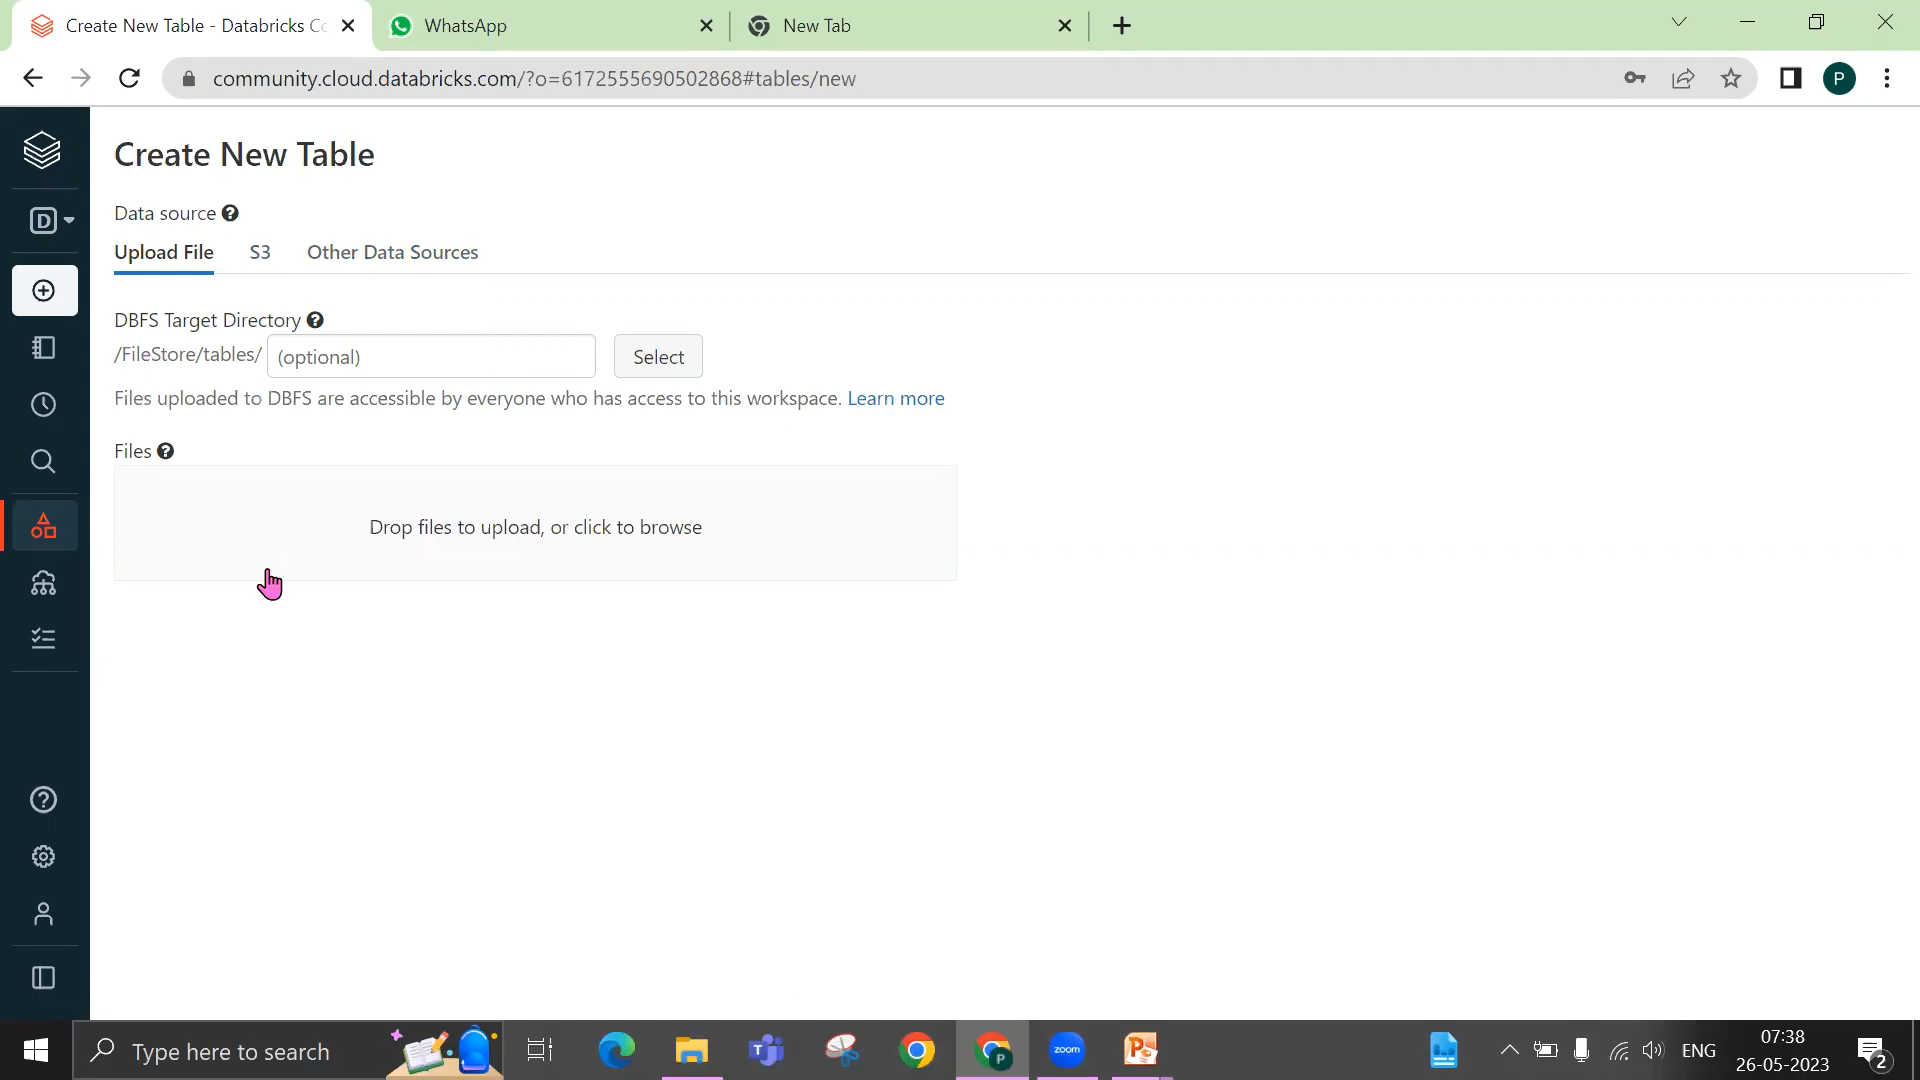 Create New Table - Databricks Co
WhatsApp
New Tab
community.cloud.databricks.com/?o=6172555690502868#tables/new
P
Create New Table
D
Data source
Upload File
S3
Other Data Sources
DBFS Target Directory
/FileStore/tables/
(optional)
Select
Files uploaded to DBFS are accessible by everyone who has access to this workspace. Learn more
Files
Drop files to upload, or click to browse
Type here to search
P
zoom
ENG
07:38
26-05-2023
2